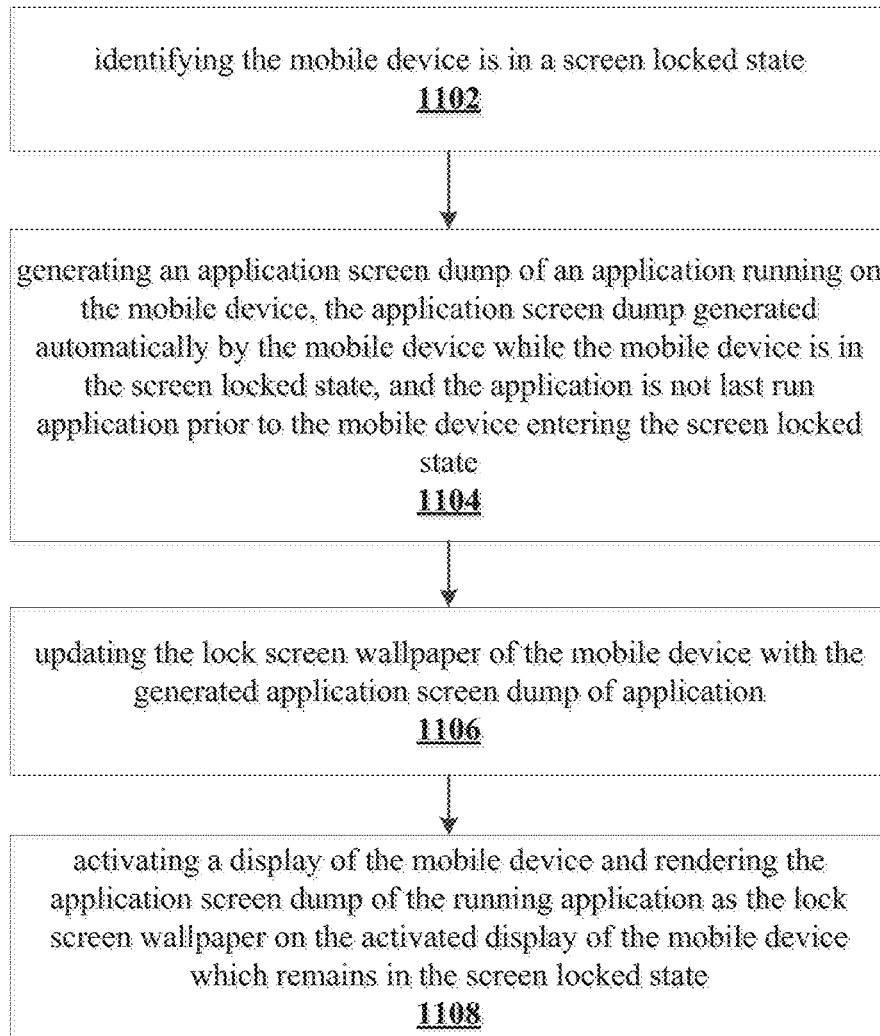 identifying the mobile device is in a screen locked state
1102
generating an application screen dump of an application running on
the mobile device, the application screen dump generated
automatically by the mobile device while the mobile device is in
the screen locked state, and the application is not last run
application prior to the mobile device entering the screen locked
state
1104
updating the lock screen wallpaper of the mobile device with the
generated application screen dump of application
1106
activating a display of the mobile device and rendering the
application screen dump of the running application as the lock
screen wallpaper on the activated display of the mobile device
which remains in the screen locked state
1108